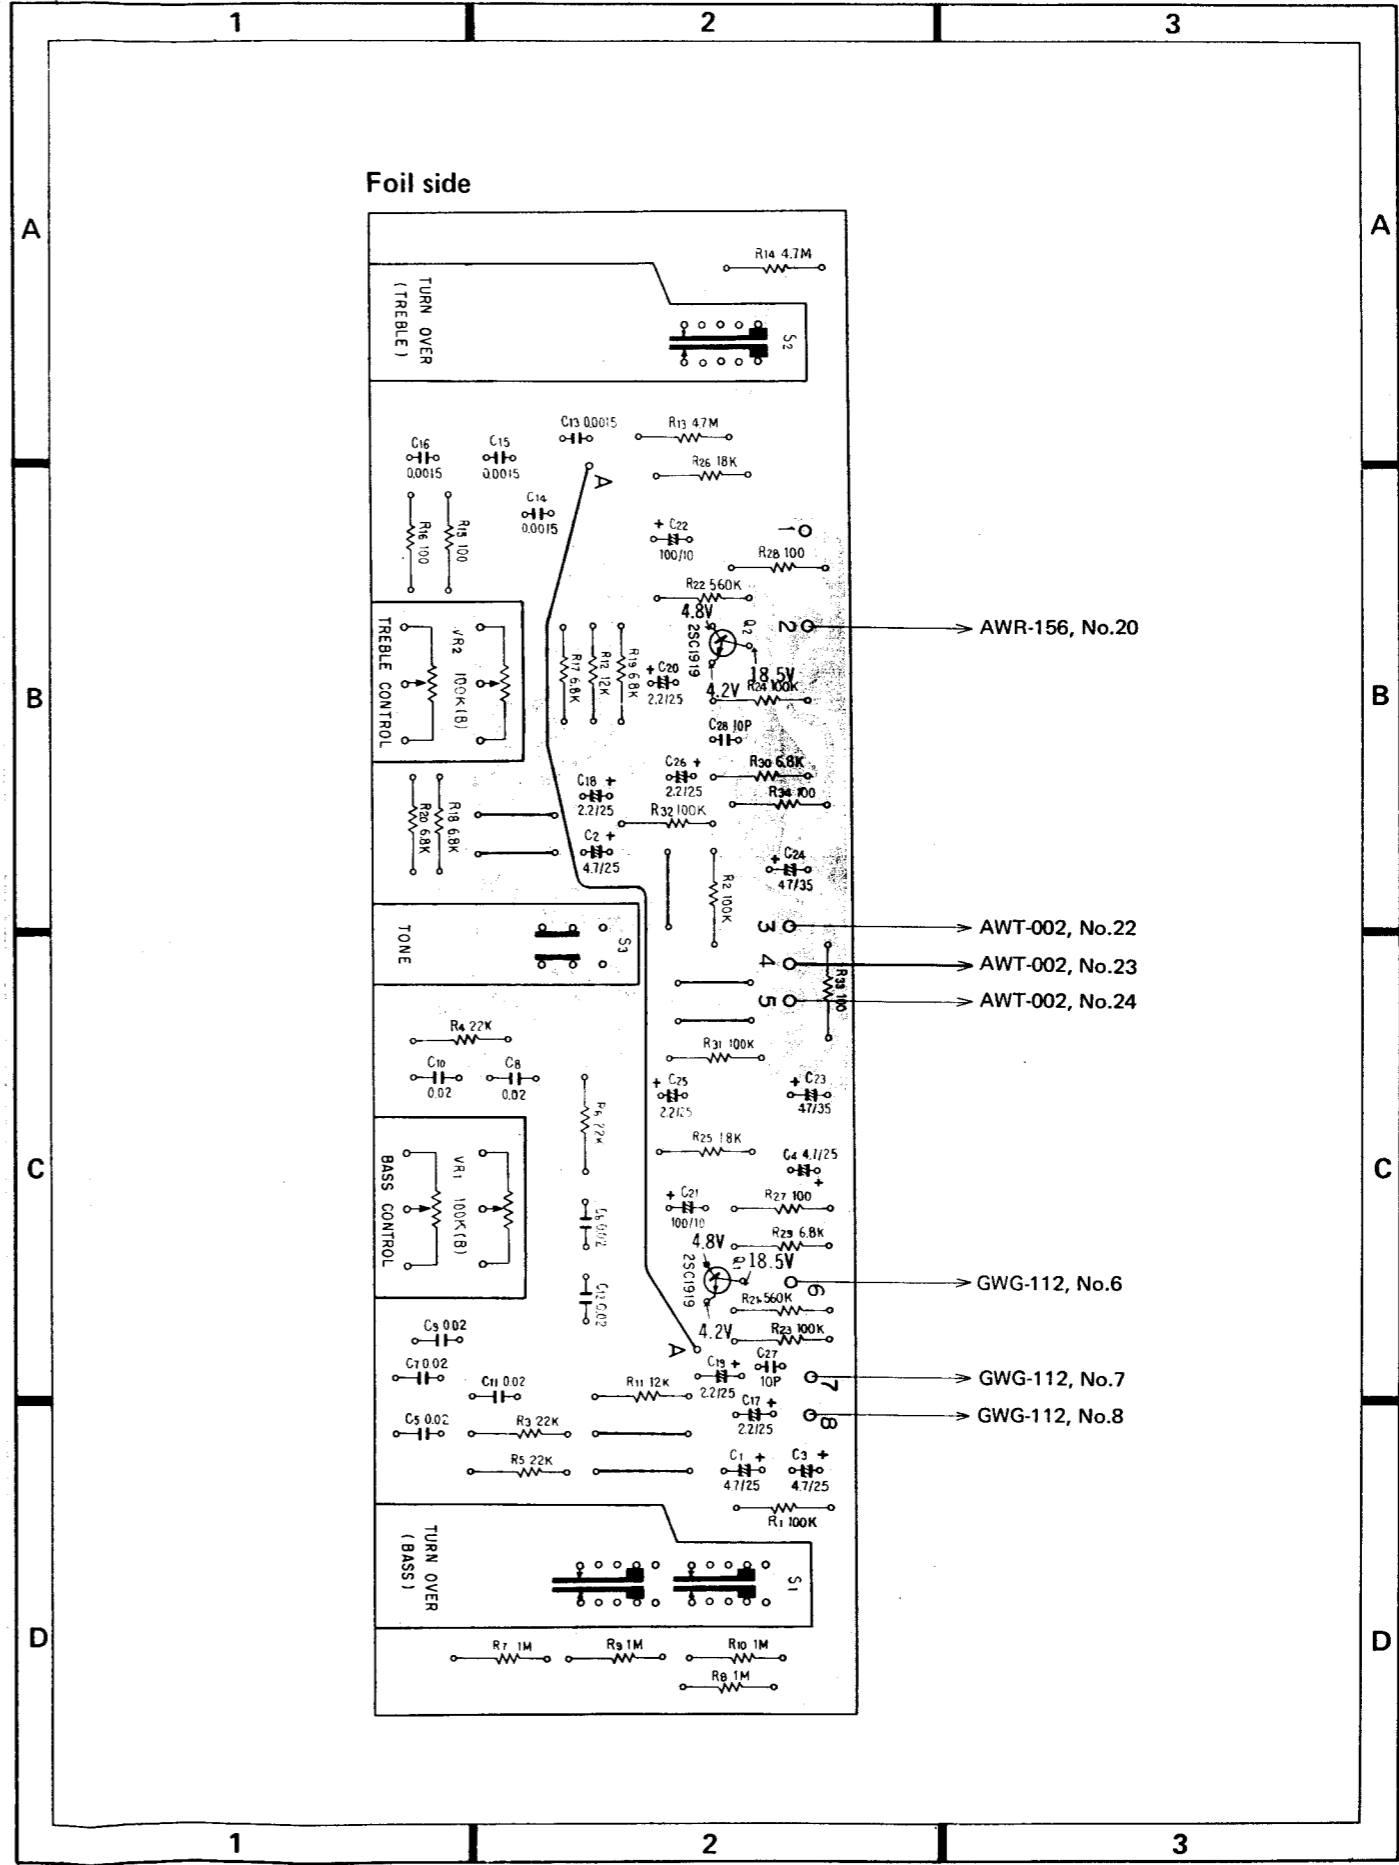 1 2 3
Foil side
A A
R14 4.7M
TURN OVER
(TREBLE)
S2
C13 0.0015
R13 4.7M
C16
0.0015
C15
0.0015
R26 18K
A
C14
0.0015
R16 100
R15 100
+ C22
100/10
1
R28 100
R22 560K
4.8V
Q2
2SC1919
2
AWR-156, No.20
18.5V
4.2V
R24 100K
TREBLE CONTROL
VR2 100K(B)
R17 6.8K
R12 12K
R19 6.8K
+ C20
2.2/25
B B
C28 10P
C26 +
2.2/25
R30 6.8K
C18 +
2.2/25
R34 100
R32 100K
R20 6.8K
R18 6.8K
C2 +
4.7/25
R2 100K
+ C24
47/35
TONE
S3
3
AWT-002, No.22
4
AWT-002, No.23
5
AWT-002, No.24
R33 100
R4 22K
R31 100K
C10
0.02
C8
0.02
+ C25
2.2/25
+ C23
47/35
R6 22K
R25 18K
C4 4.7/25
+
C C
BASS CONTROL
VR1 100K(B)
+ C21
100/10
R27 100
C6 0.02
R29 6.8K
4.8V
Q1
18.5V
2SC1919
6
GWG-112, No.6
C12 0.02
R21 560K
4.2V
R23 100K
C9 0.02
A
C7 0.02
C19 +
2.2/25
C27
10P
7
GWG-112, No.7
C11 0.02
R11 12K
C17 +
2.2/25
8
GWG-112, No.8
C5 0.02
R3 22K
R5 22K
C1 +
4.7/25
C3 +
4.7/25
R1 100K
TURN OVER
(BASS)
S1
D D
R7 1M
R9 1M
R10 1M
R8 1M
1 2 3